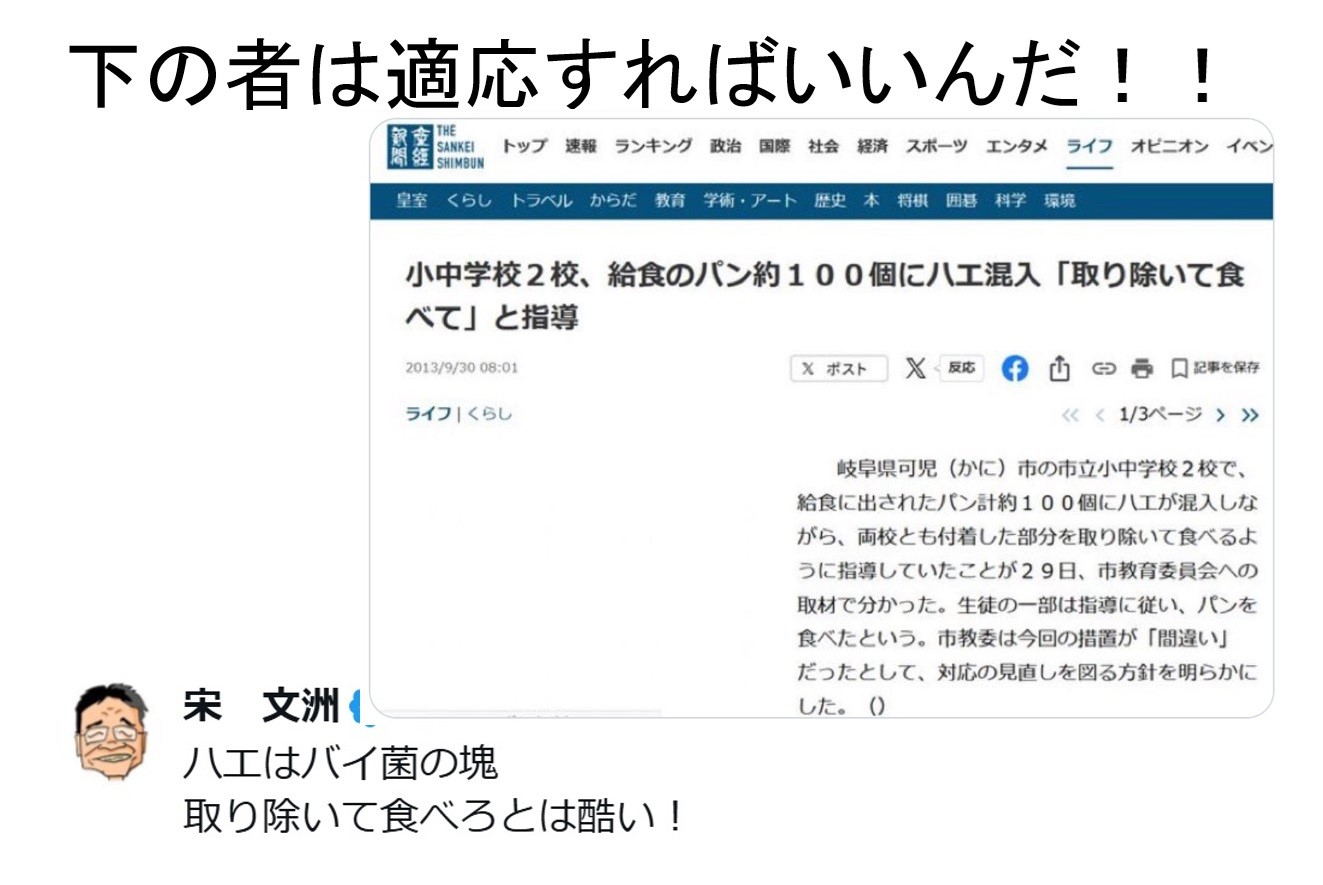 下の者は適応すればいいんだ！！
産經新聞 THE SANKEI SHIMBUN
トップ 速報 ランキング 政治 国際 社会 経済 スポーツ エンタメ ライフ オピニオン イベン
皇室 くらし トラベル からだ 教育 学術・アート 歴史 本 将棋 囲碁 科学 環境
小中学校２校、給食のパン約１００個にハエ混入「取り除いて食
べて」と指導
2013/9/30 08:01
X ポスト X 反応 記事を保存
ライフ | くらし
1/3ページ
岐阜県可児（かに）市の市立小中学校２校で、
給食に出されたパン計約１００個にハエが混入しな
がら、両校とも付着した部分を取り除いて食べるよ
うに指導していたことが２９日、市教育委員会への
取材で分かった。生徒の一部は指導に従い、パンを
食べたという。市教委は今回の措置が「間違い」
だったとして、対応の見直しを図る方針を明らかに
した。 ()
宋 文洲
ハエはバイ菌の塊
取り除いて食べろとは酷い！